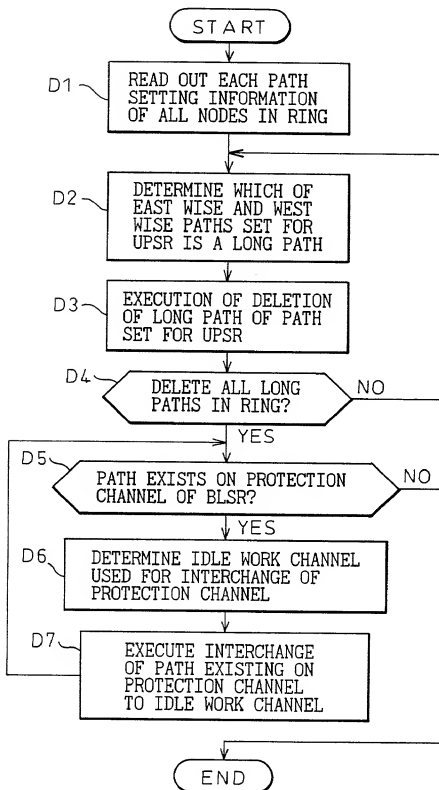 START
D1
READ OUT EACH PATH
SETTING INFORMATION
OF ALL NODES IN RING
D2
DETERMINE WHICH OF
EAST WISE AND WEST
WISE PATHS SET FOR
UPSR IS A LONG PATH
D3
EXECUTION OF DELETION
OF LONG PATH OF PATH
SET FOR UPSR
D4
DELETE ALL LONG
PATHS IN RING?
NO
YES
D5
PATH EXISTS ON PROTECTION
CHANNEL OF BLSR?
NO
YES
D6
DETERMINE IDLE WORK CHANNEL
USED FOR INTERCHANGE OF
PROTECTION CHANNEL
D7
EXECUTE INTERCHANGE
OF PATH EXISTING ON
PROTECTION CHANNEL
TO IDLE WORK CHANNEL
END